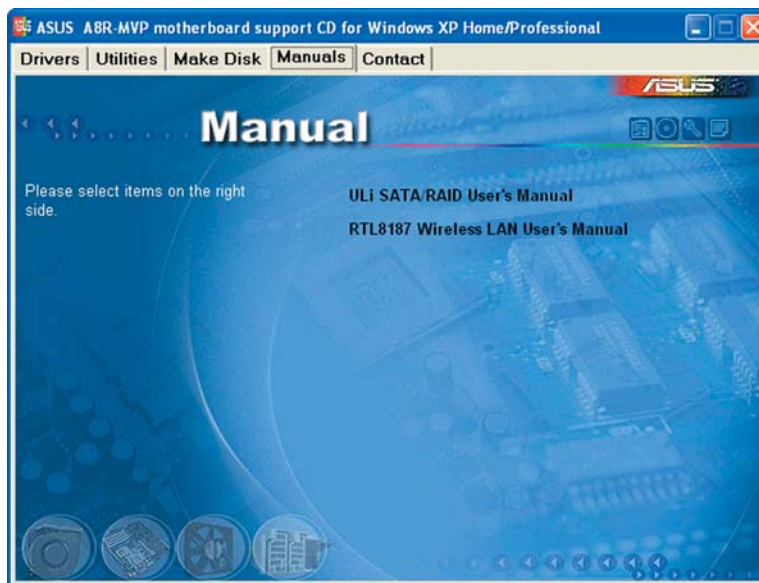 ASUS A8R-MVP motherboard support CD for Windows XP Home/Professional
Drivers Utilities Make Disk Manuals Contact
ASUS
Manual
Please select items on the right
side.
ULi SATA/RAID User's Manual
RTL8187 Wireless LAN User's Manual